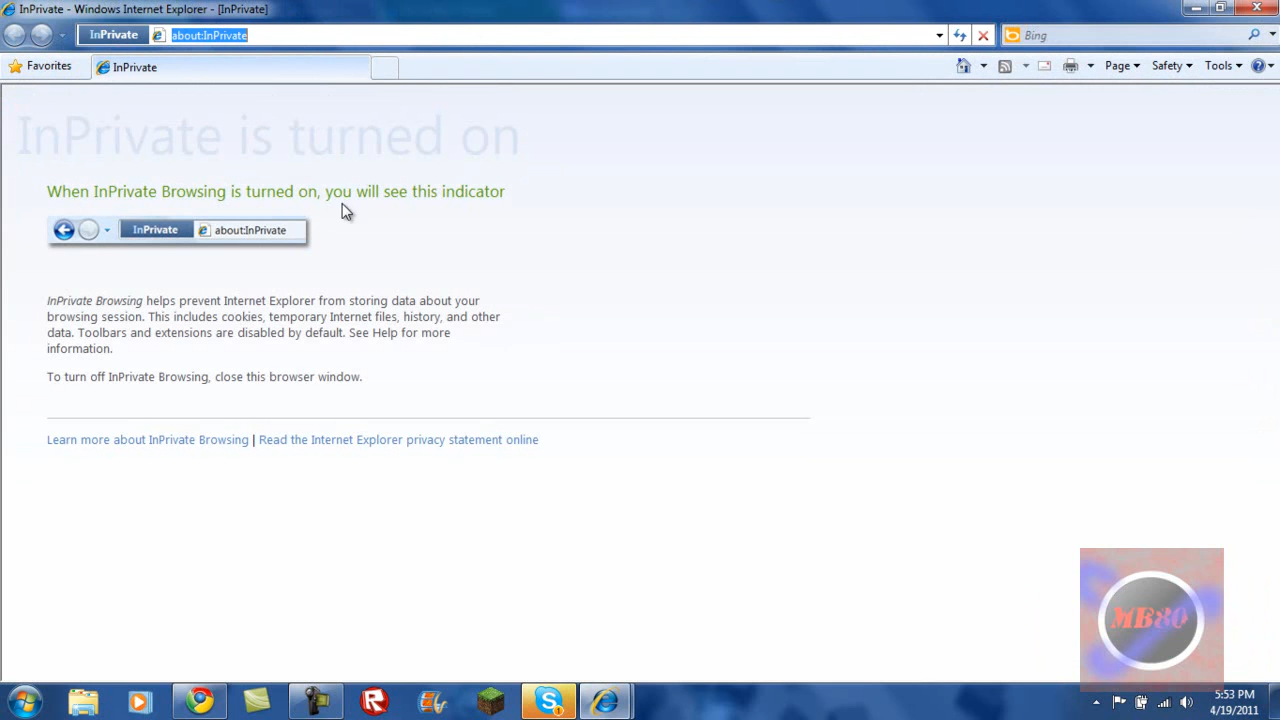 InPrivate - Windows Internet Explorer - [InPrivate]
InPrivate about:InPrivate Bing
Favorites InPrivate Page Safety Tools
InPrivate is turned on
When InPrivate Browsing is turned on, you will see this indicator
InPrivate about:InPrivate
InPrivate Browsing helps prevent Internet Explorer from storing data about your
browsing session. This includes cookies, temporary Internet files, history, and other
data. Toolbars and extensions are disabled by default. See Help for more
information.
To turn off InPrivate Browsing, close this browser window.
Learn more about InPrivate Browsing | Read the Internet Explorer privacy statement online
MB80
5:53 PM
4/19/2011